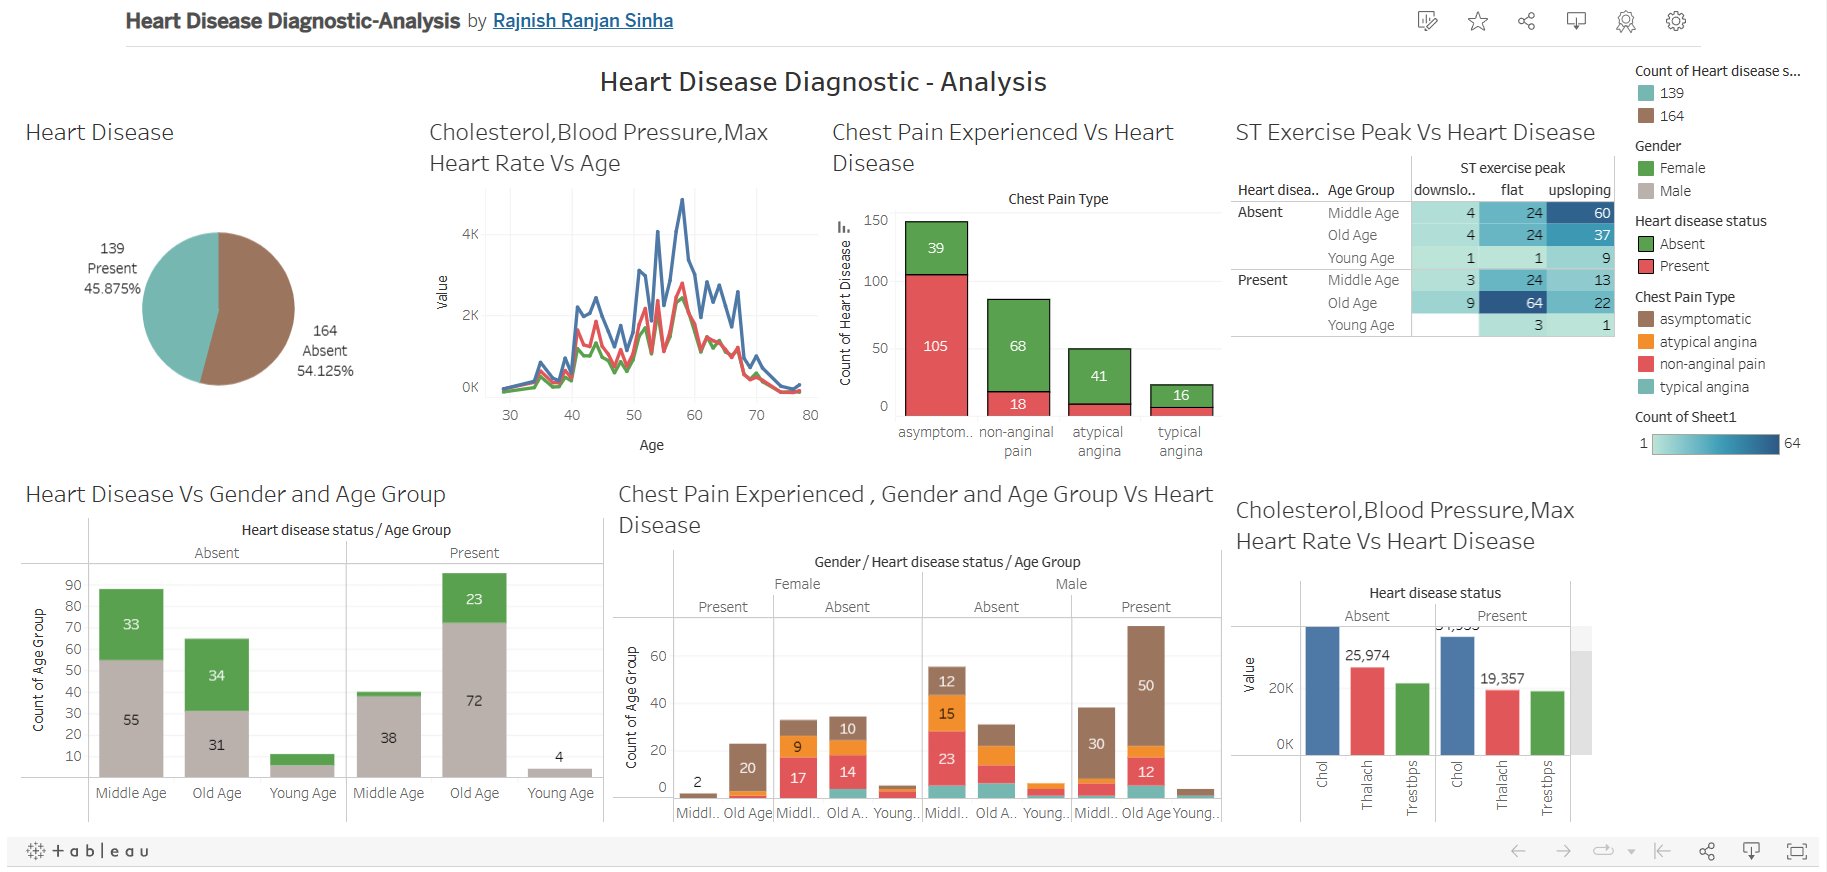 Heart Disease Diagnostic-Analysis by Rajnish Ranjan Sinha
Heart Disease Diagnostic - Analysis
Heart Disease
139
Present
45.875%
164
Absent
54.125%
Cholesterol,Blood Pressure,Max
Heart Rate Vs Age
Value
4K
2K
0K
30 40 50 60 70 80
Age
Chest Pain Experienced Vs Heart
Disease
Chest Pain Type
Count of Heart Disease
150
100
50
0
39
105
68
18
41
16
asymptom.. non-anginal pain atypical angina typical angina
ST Exercise Peak Vs Heart Disease
ST exercise peak
Heart disea.. Age Group downslo.. flat upsloping
Absent Middle Age 4 24 60
Old Age 4 24 37
Young Age 1 1 9
Present Middle Age 3 24 13
Old Age 9 64 22
Young Age 3 1
Count of Heart disease s...
139
164
Gender
Female
Male
Heart disease status
Absent
Present
Chest Pain Type
asymptomatic
atypical angina
non-anginal pain
typical angina
Count of Sheet1
1 64
Heart Disease Vs Gender and Age Group
Heart disease status / Age Group
Absent Present
Count of Age Group
90
80
70
60
50
40
30
20
10
33
55
34
31
38
23
72
4
Middle Age Old Age Young Age Middle Age Old Age Young Age
Chest Pain Experienced , Gender and Age Group Vs Heart
Disease
Gender / Heart disease status / Age Group
Female Male
Present Absent Absent Present
Count of Age Group
60
40
20
0
2
20
9
17
10
14
12
15
23
30
50
12
Middl.. Old Age Middl.. Old A.. Young.. Middl.. Old A.. Young.. Middl.. Old Age Young..
Cholesterol,Blood Pressure,Max
Heart Rate Vs Heart Disease
Heart disease status
Absent Present
Value
20K
0K
25,974
19,357
Chol Thalach Trestbps Chol Thalach Trestbps
+ableau